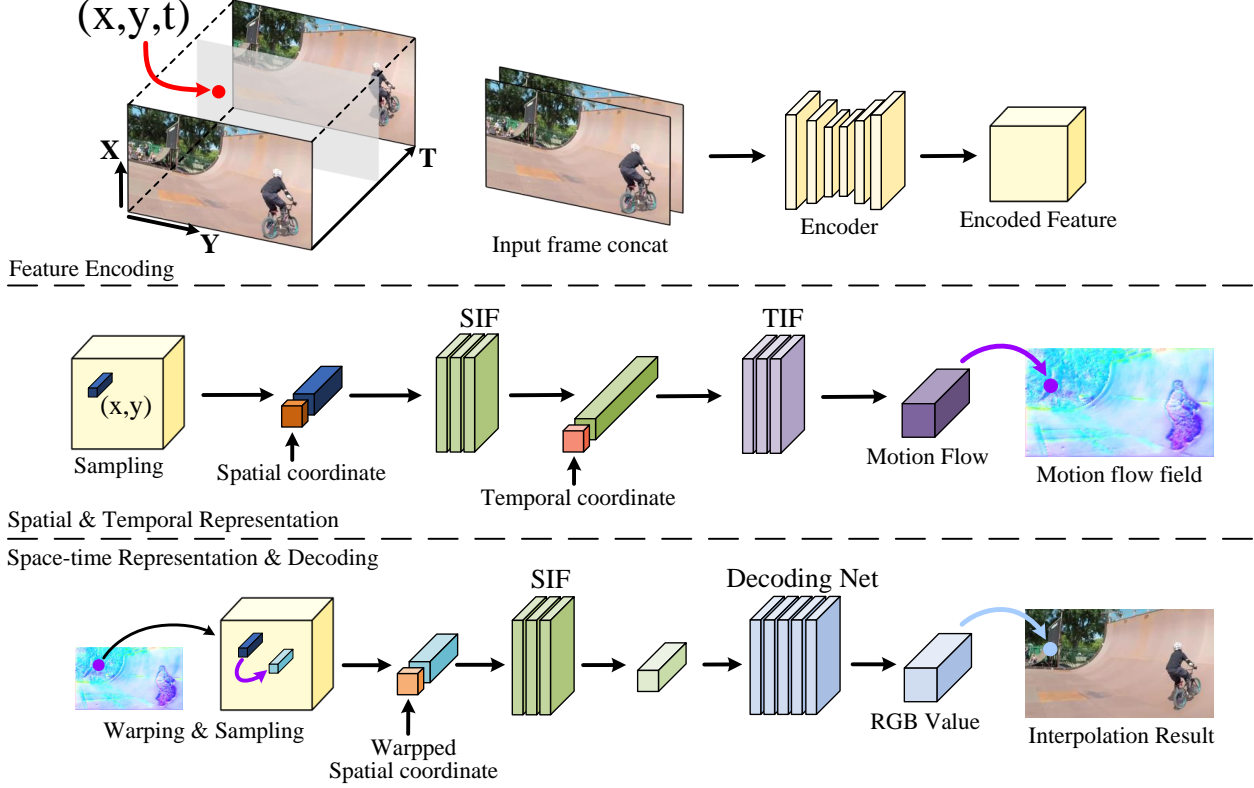 (x,y,t)
X
Y
T
Input frame concat
Encoder
Encoded Feature
Feature Encoding
SIF
TIF
(x,y)
Sampling
Spatial coordinate
Temporal coordinate
Motion Flow
Motion flow field
Spatial & Temporal Representation
Space-time Representation & Decoding
SIF
Decoding Net
Warping & Sampling
Warpped
Spatial coordinate
RGB Value
Interpolation Result